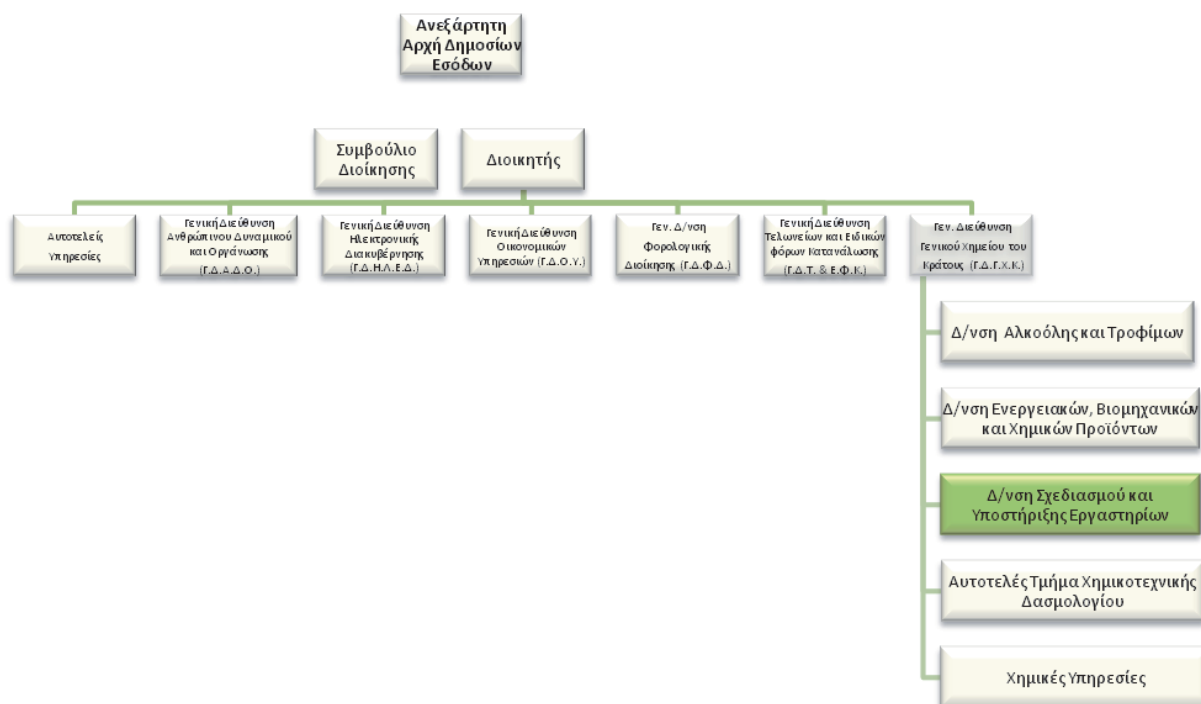 Ανεξάρτητη
Αρχή Δημοσίων
Εσόδων
Συμβούλιο
Διοίκησης
Διοικητής
Αυτοτελείς
Υπηρεσίες
Γενική Διεύθυνση
Ανθρώπινου Δυναμικού
και Οργάνωσης
(Γ.Δ.Α.Δ.Ο.)
Γενική Διεύθυνση
Ηλεκτρονικής
Διακυβέρνησης
(Γ.Δ.Η.Λ.Ε.Δ.)
Γενική Διεύθυνση
Οικονομικών
Υπηρεσιών (Γ.Δ.Ο.Υ.)
Γεν. Δ/νση
Φορολογικής
Διοίκησης (Γ.Δ.Φ.Δ.)
Γενική Διεύθυνση
Τελωνείων και Ειδικών
φόρων Κατανάλωσης
(Γ.Δ.Τ. & Ε.Φ.Κ.)
Γεν. Διεύθυνση
Γενικού Χημείου του
Κράτους (Γ.Δ.Γ.Χ.Κ.)
Δ/νση Αλκοόλης και Τροφίμων
Δ/νση Ενεργειακών, Βιομηχανικών
και Χημικών Προϊόντων
Δ/νση Σχεδιασμού και
Υποστήριξης Εργαστηρίων
Αυτοτελές Τμήμα Χημικοτεχνικής
Δασμολογίου
Χημικές Υπηρεσίες